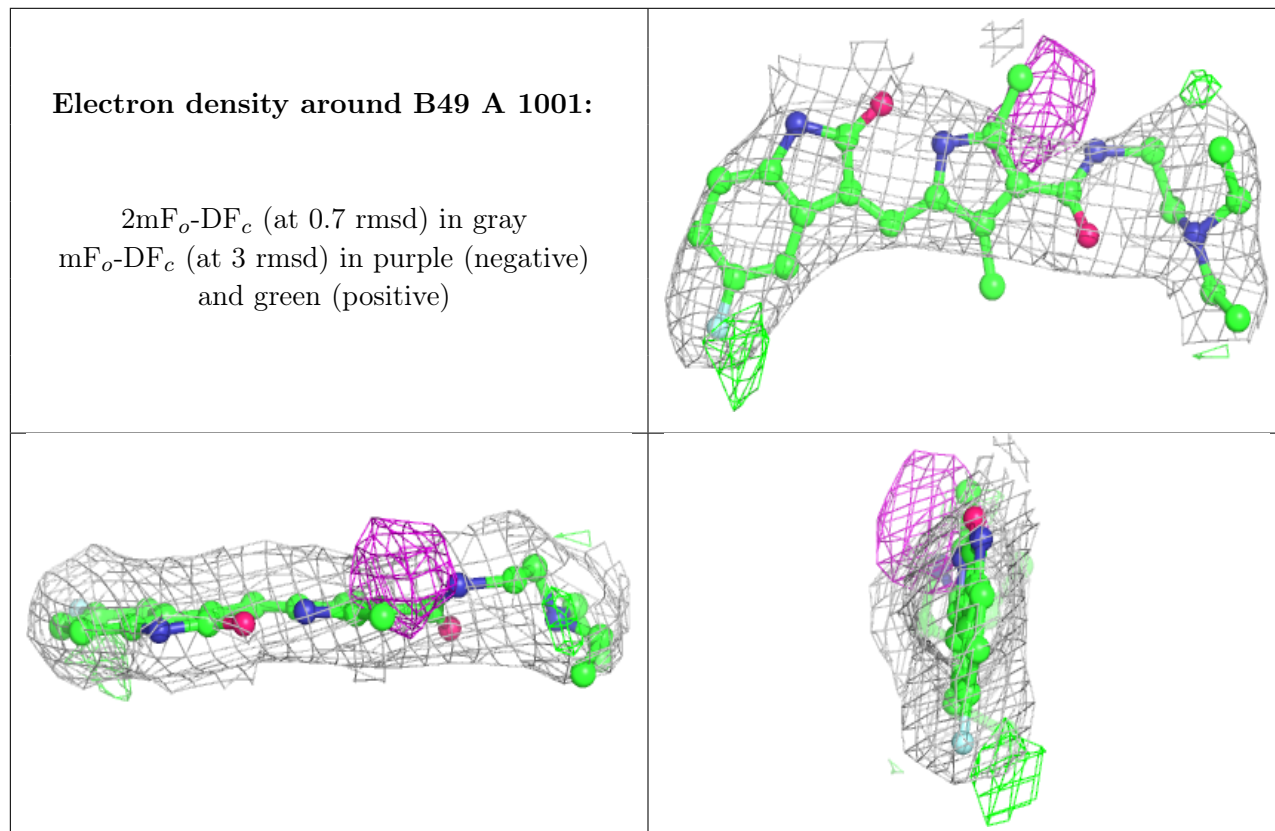 Electron density around B49 A 1001:
2mFo-DFc (at 0.7 rmsd) in gray
mFo-DFc (at 3 rmsd) in purple (negative)
and green (positive)